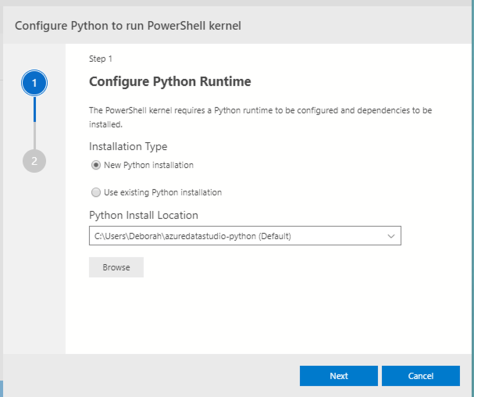 Configure Python to run PowerShell kernel
1
2
Step 1
Configure Python Runtime
The PowerShell kernel requires a Python runtime to be configured and dependencies to be
installed.
Installation Type
New Python installation
Use existing Python installation
Python Install Location
C:\Users\Deborah\azuredatastudio-python (Default)
Browse
Next
Cancel